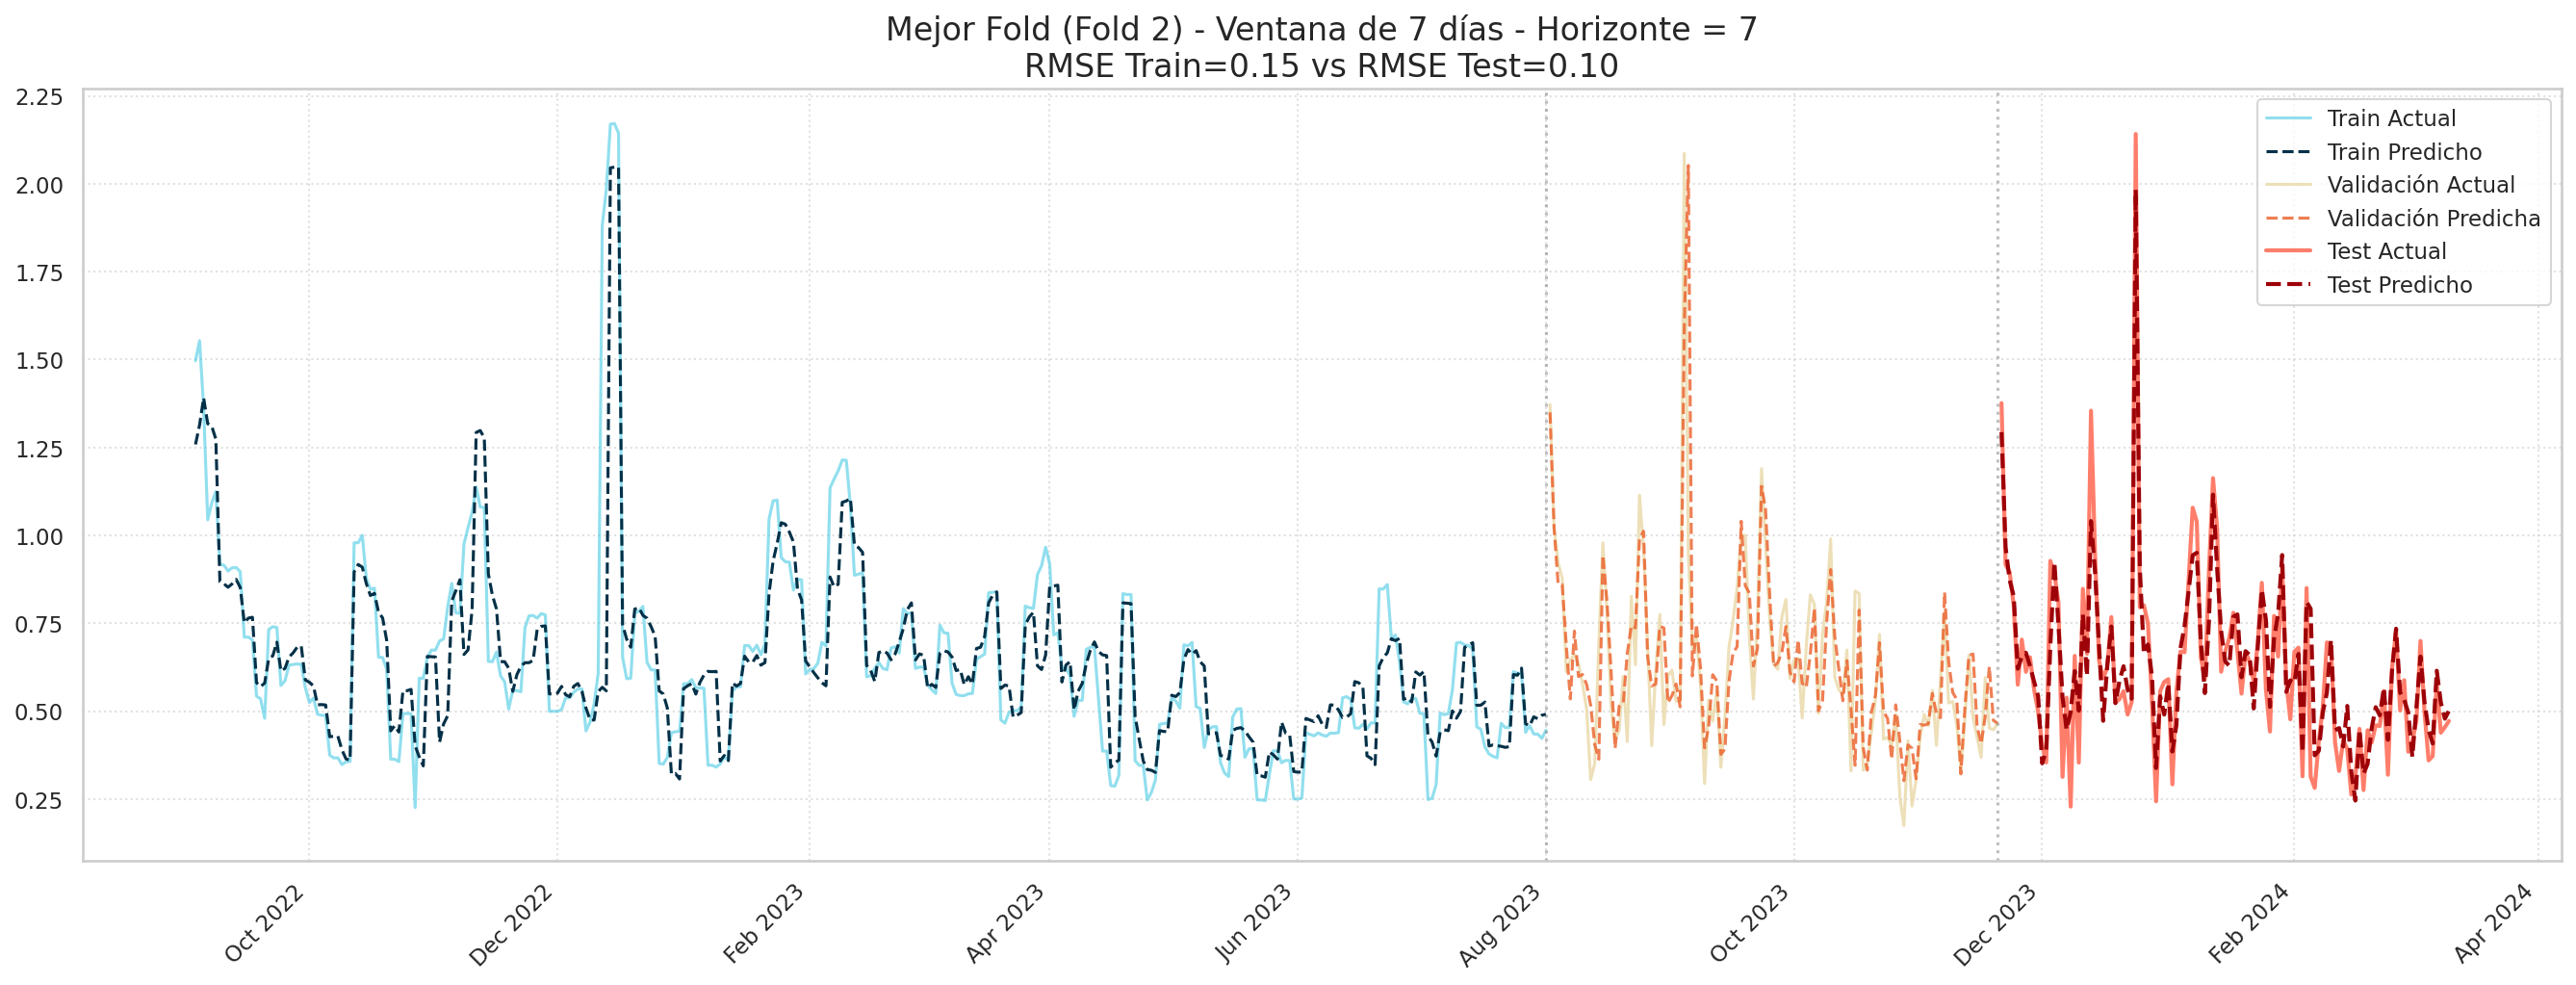 Mejor Fold (Fold 2) - Ventana de 7 días - Horizonte = 7
RMSE Train=0.15 vs RMSE Test=0.10
2.25
2.00
1.75
1.50
1.25
1.00
0.75
0.50
0.25
Train Actual
Train Predicho
Validación Actual
Validación Predicha
Test Actual
Test Predicho
Oct 2022
Dec 2022
Feb 2023
Apr 2023
Jun 2023
Aug 2023
Oct 2023
Dec 2023
Feb 2024
Apr 2024